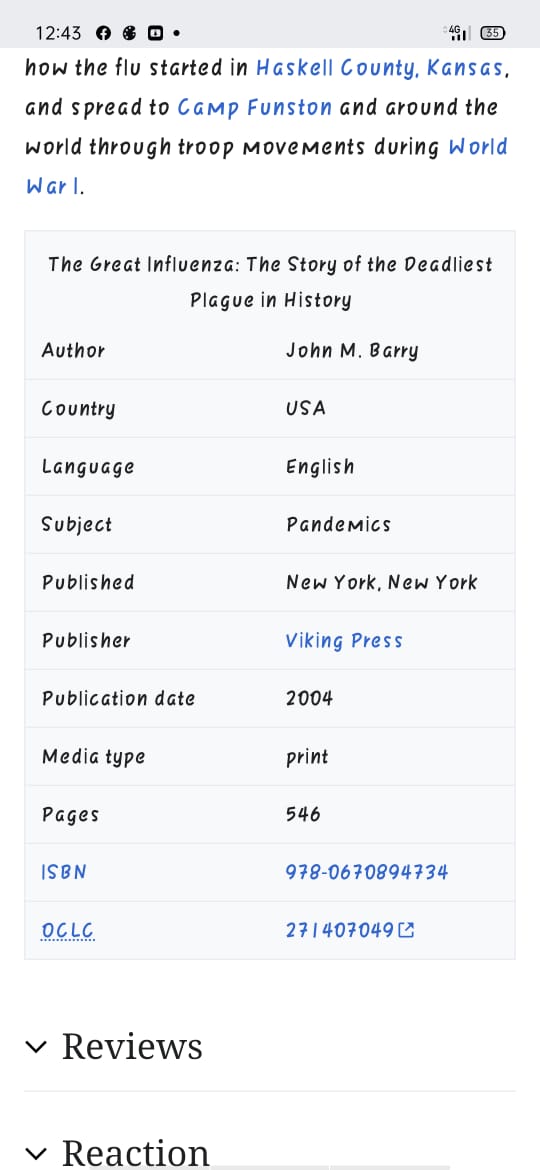 12:43 4G 35
how the flu started in Haskell County, Kansas,
and spread to Camp Funston and around the
world through troop movements during World
War I.
The Great Influenza: The Story of the Deadliest
Plague in History
Author John M. Barry
Country USA
Language English
Subject Pandemics
Published New York, New York
Publisher Viking Press
Publication date 2004
Media type print
Pages 546
ISBN 978-0670894734
OCLC 271407049
Reviews
Reaction